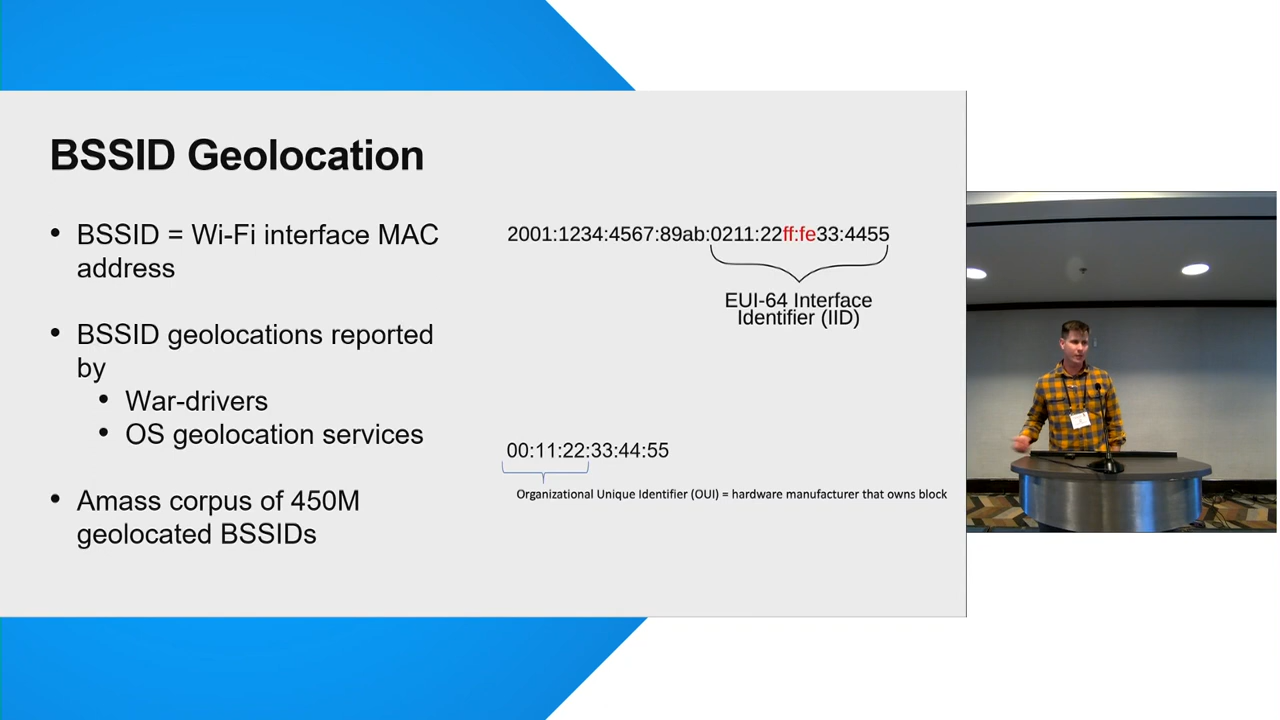 BSSID Geolocation
• BSSID = Wi-Fi interface MAC
address
• BSSID geolocations reported
by
• War-drivers
• OS geolocation services
• Amass corpus of 450M
geolocated BSSIDs
2001:1234:4567:89ab:0211:22ff:fe33:4455
EUI-64 Interface
Identifier (IID)
00:11:22:33:44:55
Organizational Unique Identifier (OUI) = hardware manufacturer that owns block